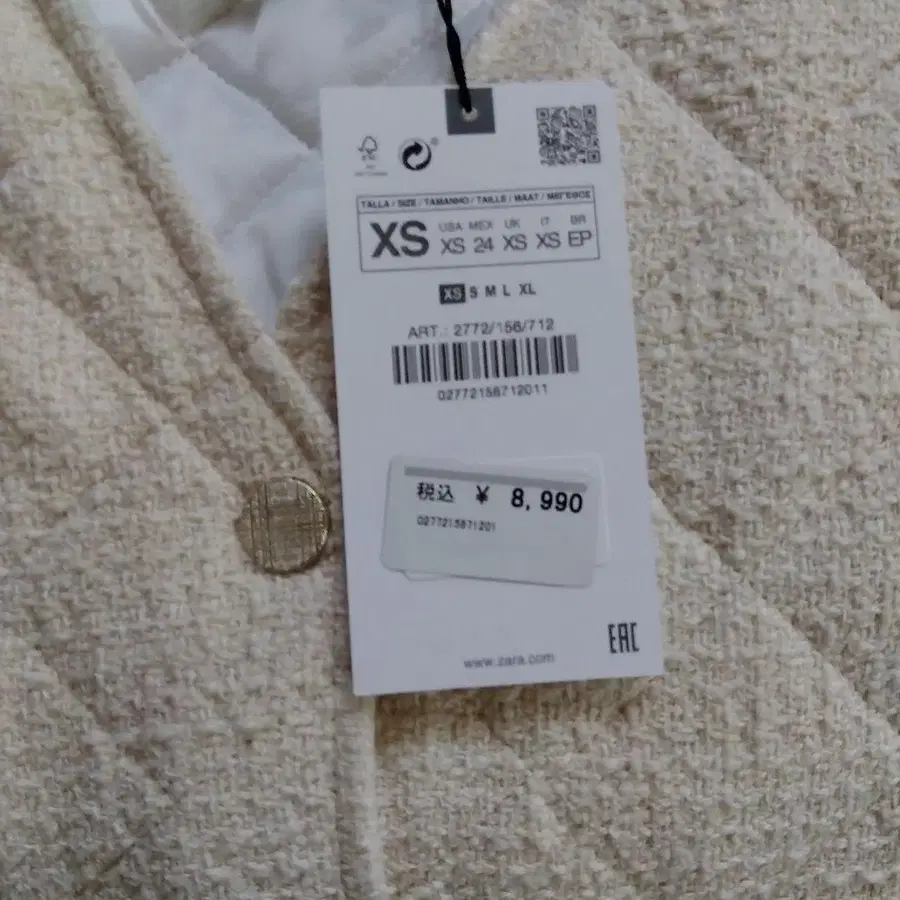 TALLA / SIZE / TAMANHO / TAILLE / MAAT /
XS
USA MEX UK IT BR
XS 24 XS XS EP
XS S M L XL
ART.: 2772/156/712
02772156712011
税込 ¥ 8,990
0277215671201
www.zara.com
EAC